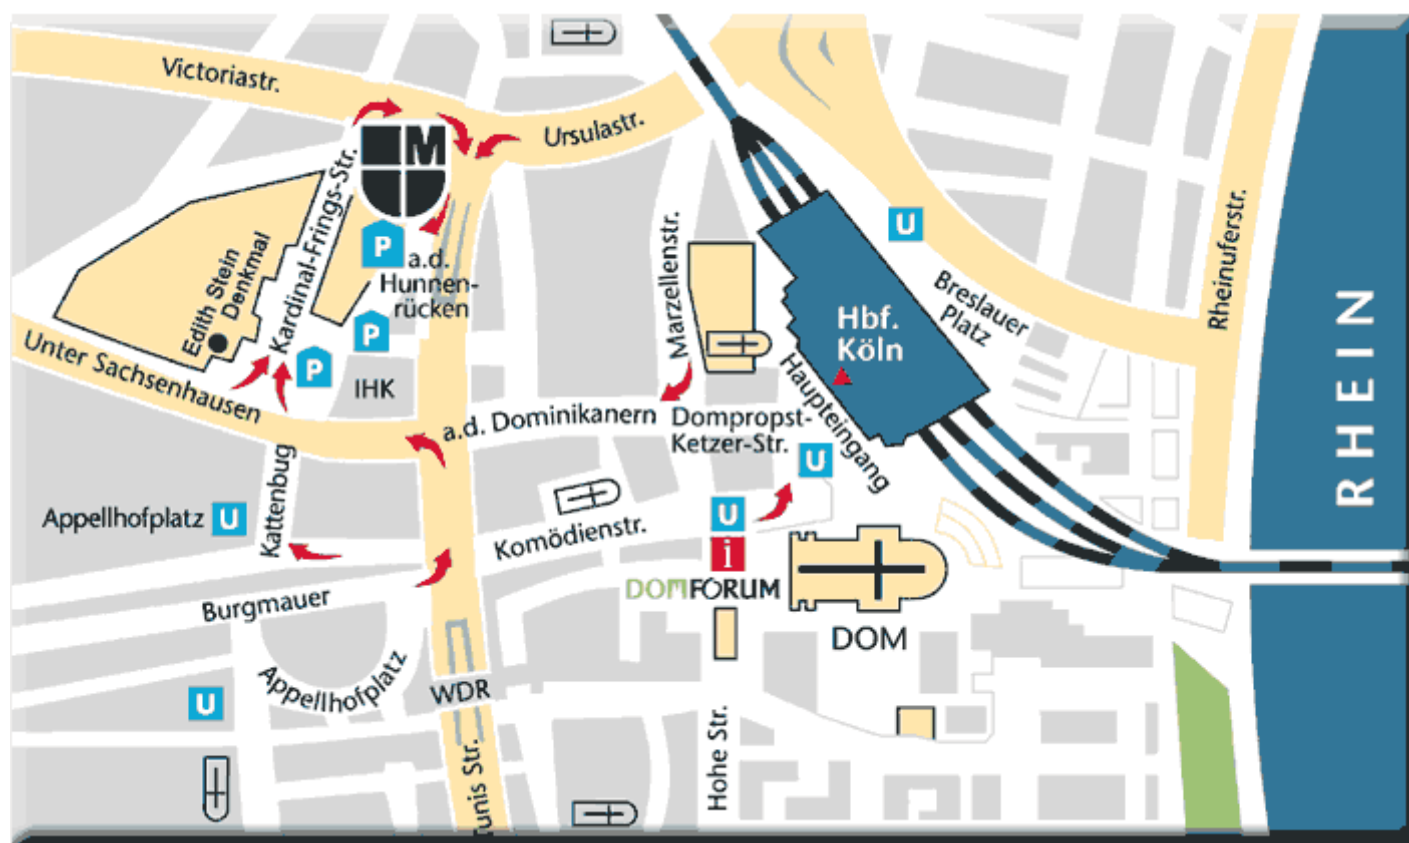 Victoriastr.
Ursulastr.
M
Kardinal-Frings-Str.
P
a.d.
Hunnen-
rücken
P
P
IHK
Edith Stein
Denkmal
Unter Sachsenhausen
Marzellenstr.
U
Breslauer
Platz
Rheinuferstr.
RHEIN
Hbf.
Köln
Haupteingang
a.d. Dominikanern
Dompropst-
Ketzer-Str.
U
Kattenbug
Appellhofplatz
U
Komödienstr.
U
i
DOMFORUM
DOM
Burgmauer
Appellhofplatz
WDR
U
Hohe Str.
unis Str.